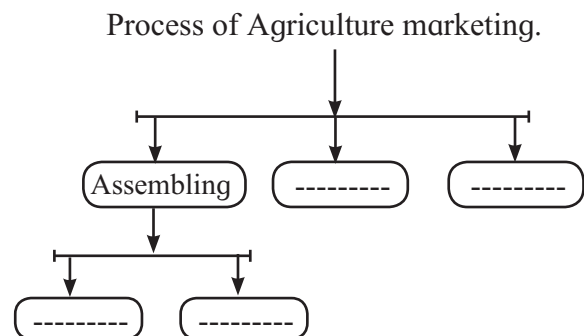 Process of Agriculture marketing.
Assembling --------- ---------
--------- ---------